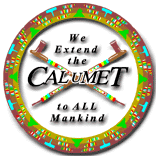 We
Extend
the
CALUMET
to ALL
Mankind